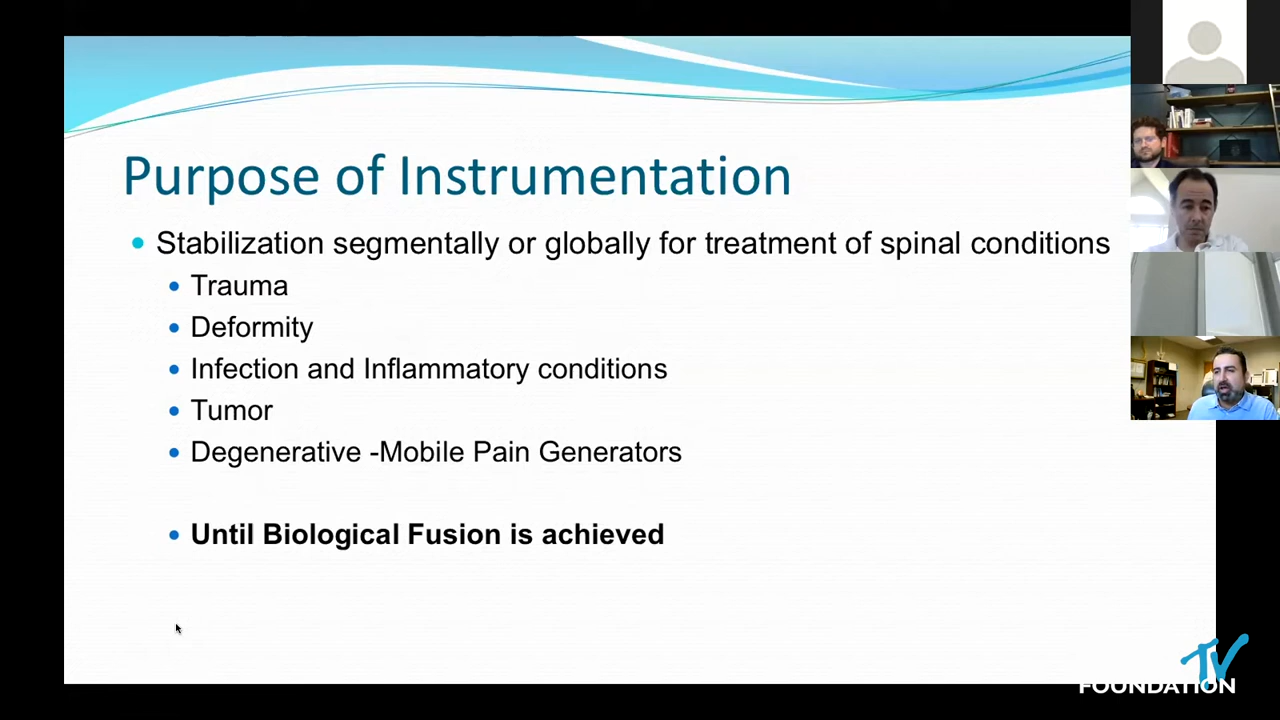 Purpose of Instrumentation
Stabilization segmentally or globally for treatment of spinal conditions
Trauma
Deformity
Infection and Inflammatory conditions
Tumor
Degenerative -Mobile Pain Generators
Until Biological Fusion is achieved
TV
FOUNDATION